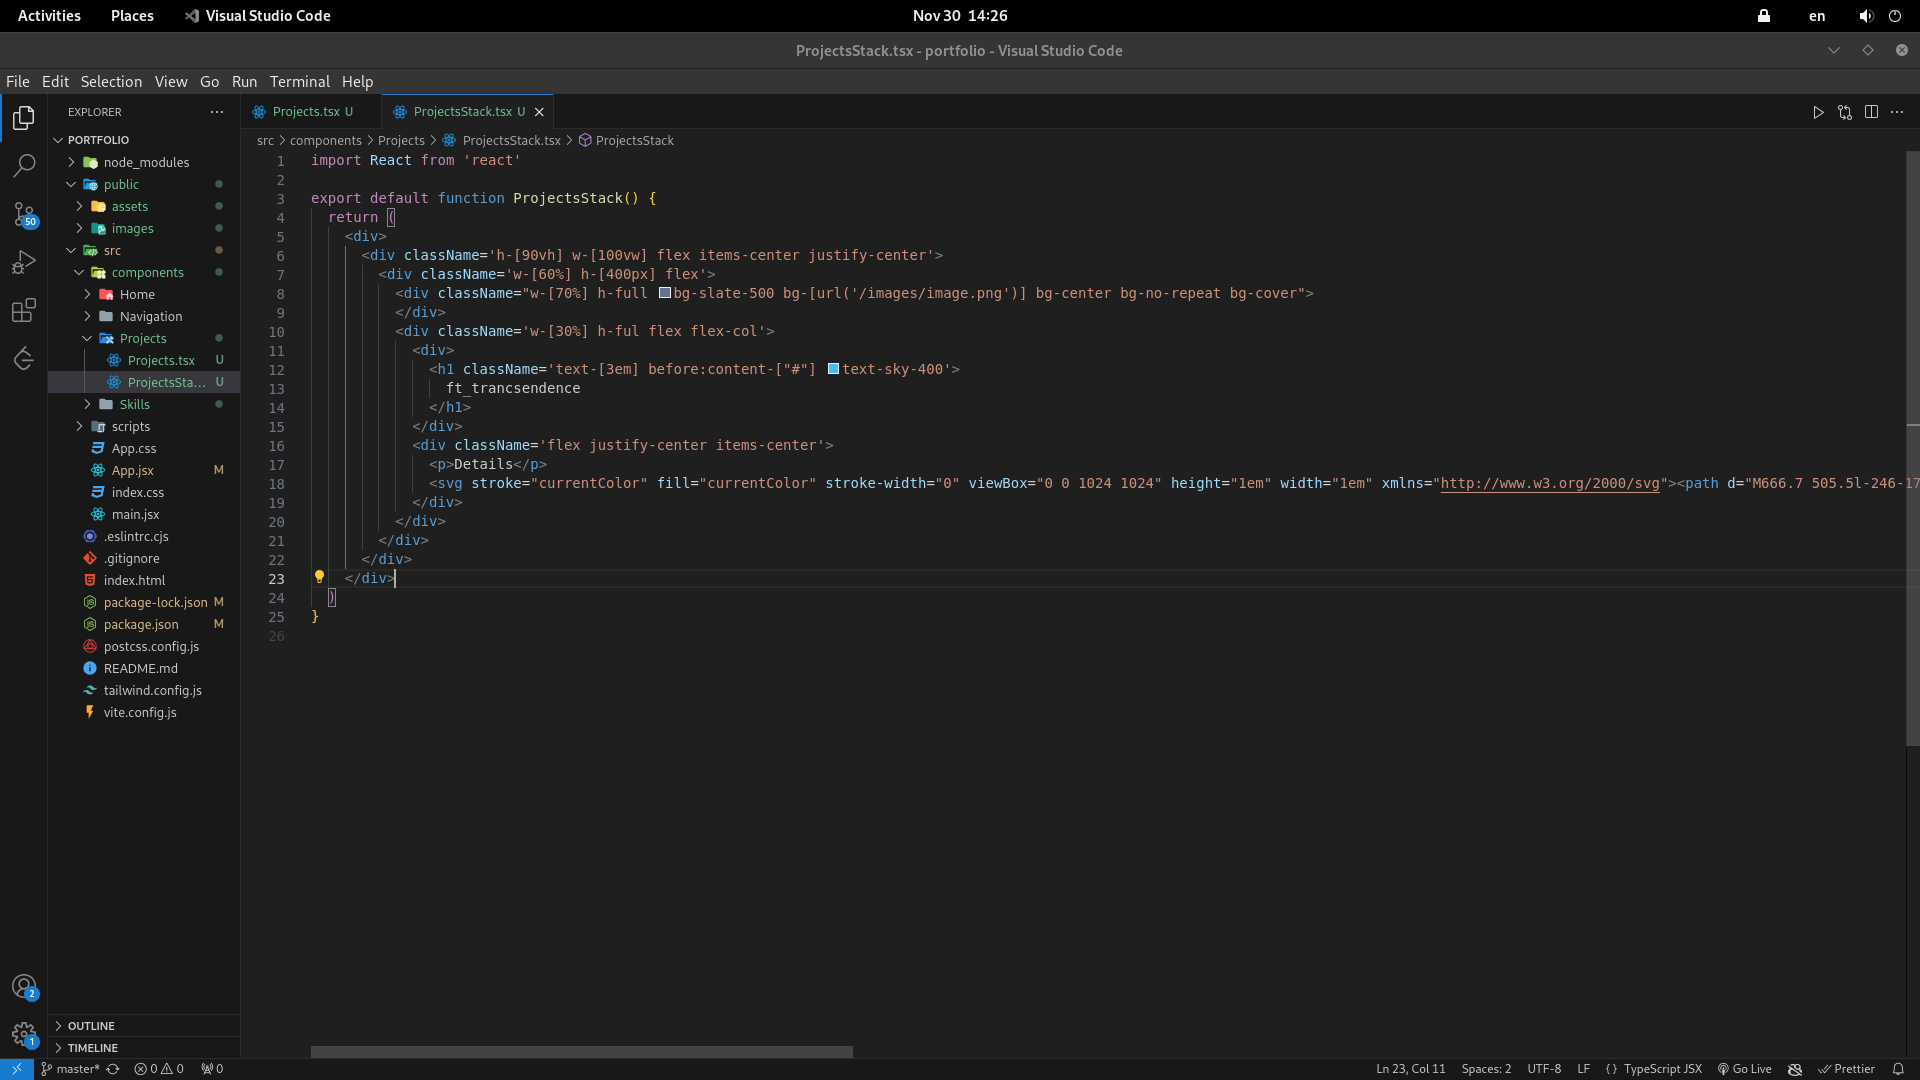 Activities Places Visual Studio Code Nov 30 14:26 en
ProjectsStack.tsx - portfolio - Visual Studio Code
File Edit Selection View Go Run Terminal Help
EXPLORER
PORTFOLIO
node_modules
public
assets
images
src
components
Home
Navigation
Projects
Projects.tsx U
ProjectsSta... U
Skills
scripts
App.css
App.jsx M
index.css
main.jsx
.eslintrc.cjs
.gitignore
index.html
package-lock.json M
package.json M
postcss.config.js
README.md
tailwind.config.js
vite.config.js
OUTLINE
TIMELINE
50
2
1
Projects.tsx U ProjectsStack.tsx U
src > components > Projects > ProjectsStack.tsx > ProjectsStack
1 import React from 'react'
2
3 export default function ProjectsStack() {
4 return (
5 <div>
6 <div className='h-[90vh] w-[100vw] flex items-center justify-center'>
7 <div className='w-[60%] h-[400px] flex'>
8 <div className="w-[70%] h-full bg-slate-500 bg-[url('/images/image.png')] bg-center bg-no-repeat bg-cover">
9 </div>
10 <div className='w-[30%] h-ful flex flex-col'>
11 <div>
12 <h1 className='text-[3em] before:content-["#"] text-sky-400'>
13 ft_trancsendence
14 </h1>
15 </div>
16 <div className='flex justify-center items-center'>
17 <p>Details</p>
18 <svg stroke="currentColor" fill="currentColor" stroke-width="0" viewBox="0 0 1024 1024" height="1em" width="1em" xmlns="http://www.w3.org/2000/svg"><path d="M666.7 505.5l-246-17
19 </div>
20 </div>
21 </div>
22 </div>
23 </div>
24 )
25 }
26
master* 0 0 0 Ln 23, Col 11 Spaces: 2 UTF-8 LF {} TypeScript JSX Go Live Prettier